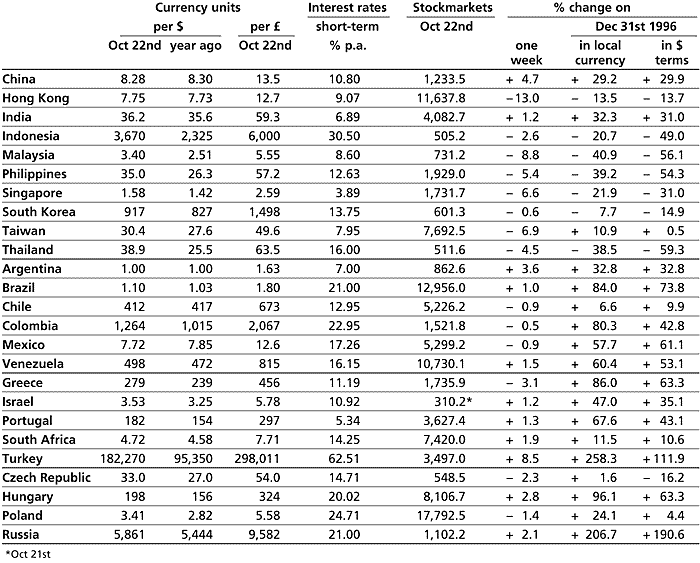 Currency units Interest rates Stockmarkets % change on
per $ per £ short-term Oct 22nd Dec 31st 1996
Oct 22nd year ago Oct 22nd % p.a. one in local in $
week currency terms
China 8.28 8.30 13.5 10.80 1,233.5 + 4.7 + 29.2 + 29.9
Hong Kong 7.75 7.73 12.7 9.07 11,637.8 −13.0 − 13.5 − 13.7
India 36.2 35.6 59.3 6.89 4,082.7 + 1.2 + 32.3 + 31.0
Indonesia 3,670 2,325 6,000 30.50 505.2 − 2.6 − 20.7 − 49.0
Malaysia 3.40 2.51 5.55 8.60 731.2 − 8.8 − 40.9 − 56.1
Philippines 35.0 26.3 57.2 12.63 1,929.0 − 5.4 − 39.2 − 54.3
Singapore 1.58 1.42 2.59 3.89 1,731.7 − 6.6 − 21.9 − 31.0
South Korea 917 827 1,498 13.75 601.3 − 0.6 − 7.7 − 14.9
Taiwan 30.4 27.6 49.6 7.95 7,692.5 − 6.9 + 10.9 + 0.5
Thailand 38.9 25.5 63.5 16.00 511.6 − 4.5 − 38.5 − 59.3
Argentina 1.00 1.00 1.63 7.00 862.6 + 3.6 + 32.8 + 32.8
Brazil 1.10 1.03 1.80 21.00 12,956.0 + 1.0 + 84.0 + 73.8
Chile 412 417 673 12.95 5,226.2 − 0.9 + 6.6 + 9.9
Colombia 1,264 1,015 2,067 22.95 1,521.8 − 0.5 + 80.3 + 42.8
Mexico 7.72 7.85 12.6 17.26 5,299.2 − 0.9 + 57.7 + 61.1
Venezuela 498 472 815 16.15 10,730.1 + 1.5 + 60.4 + 53.1
Greece 279 239 456 11.19 1,735.9 − 3.1 + 86.0 + 63.3
Israel 3.53 3.25 5.78 10.92 310.2* + 1.2 + 47.0 + 35.1
Portugal 182 154 297 5.34 3,627.4 + 1.3 + 67.6 + 43.1
South Africa 4.72 4.58 7.71 14.25 7,420.0 + 1.9 + 11.5 + 10.6
Turkey 182,270 95,350 298,011 62.51 3,497.0 + 8.5 + 258.3 +111.9
Czech Republic 33.0 27.0 54.0 14.71 548.5 − 2.3 + 1.6 − 16.2
Hungary 198 156 324 20.02 8,106.7 + 2.8 + 96.1 + 63.3
Poland 3.41 2.82 5.58 24.71 17,792.5 − 1.4 + 24.1 + 4.4
Russia 5,861 5,444 9,582 21.00 1,102.2 + 2.1 + 206.7 +190.6
*Oct 21st